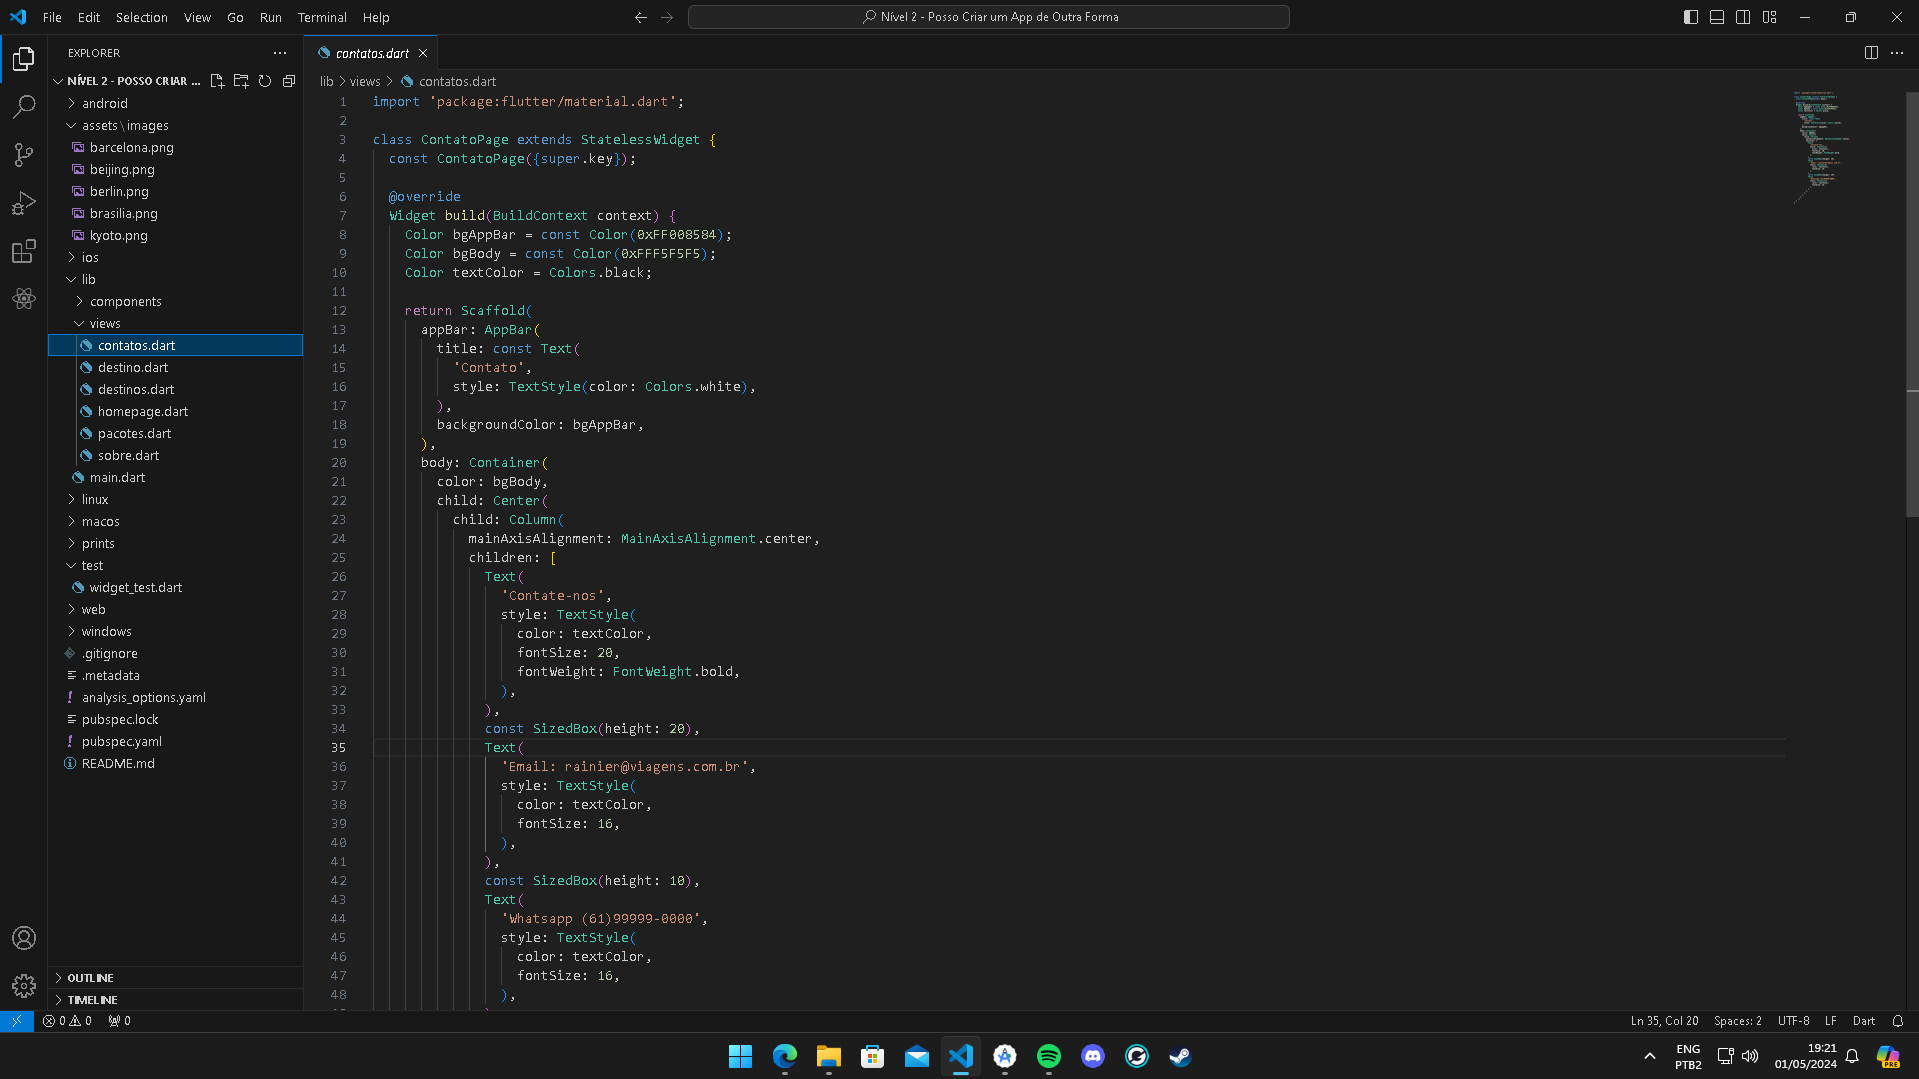 File Edit Selection View Go Run Terminal Help
Nível 2 - Posso Criar um App de Outra Forma
EXPLORER
NÍVEL 2 - POSSO CRIAR ...
android
assets \ images
barcelona.png
beijing.png
berlin.png
brasilia.png
kyoto.png
ios
lib
components
views
contatos.dart
destino.dart
destinos.dart
homepage.dart
pacotes.dart
sobre.dart
main.dart
linux
macos
prints
test
widget_test.dart
web
windows
.gitignore
.metadata
analysis_options.yaml
pubspec.lock
pubspec.yaml
README.md
OUTLINE
TIMELINE
contatos.dart
lib > views > contatos.dart
1 import 'package:flutter/material.dart';
2
3 class ContatoPage extends StatelessWidget {
4 const ContatoPage({super.key});
5
6 @override
7 Widget build(BuildContext context) {
8 Color bgAppBar = const Color(0xFF008584);
9 Color bgBody = const Color(0xFFF5F5F5);
10 Color textColor = Colors.black;
11
12 return Scaffold(
13 appBar: AppBar(
14 title: const Text(
15 'Contato',
16 style: TextStyle(color: Colors.white),
17 ),
18 backgroundColor: bgAppBar,
19 ),
20 body: Container(
21 color: bgBody,
22 child: Center(
23 child: Column(
24 mainAxisAlignment: MainAxisAlignment.center,
25 children: [
26 Text(
27 'Contate-nos',
28 style: TextStyle(
29 color: textColor,
30 fontSize: 20,
31 fontWeight: FontWeight.bold,
32 ),
33 ),
34 const SizedBox(height: 20),
35 Text(
36 'Email: rainier@viagens.com.br',
37 style: TextStyle(
38 color: textColor,
39 fontSize: 16,
40 ),
41 ),
42 const SizedBox(height: 10),
43 Text(
44 'Whatsapp (61)99999-0000',
45 style: TextStyle(
46 color: textColor,
47 fontSize: 16,
48 ),
0 0 0
Ln 35, Col 20 Spaces: 2 UTF-8 LF Dart
ENG
PTB2
19:21
01/05/2024
PRE